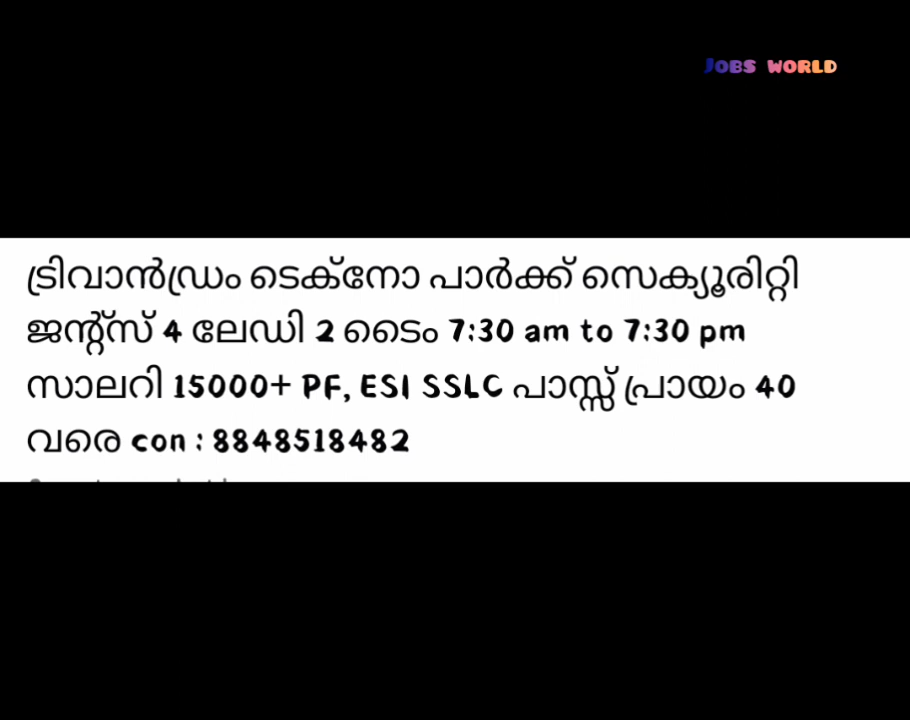 JOBS WORLD
ട്രിവാൻഡ്രം ടെക്നോ പാർക്ക് സെക്യൂരിറ്റി
ജന്റ്സ് 4 ലേഡി 2 ടൈം 7:30 am to 7:30 pm
സാലറി 15000+ PF, ESI SSLC പാസ്സ് പ്രായം 40
വരെ con : 8848518482